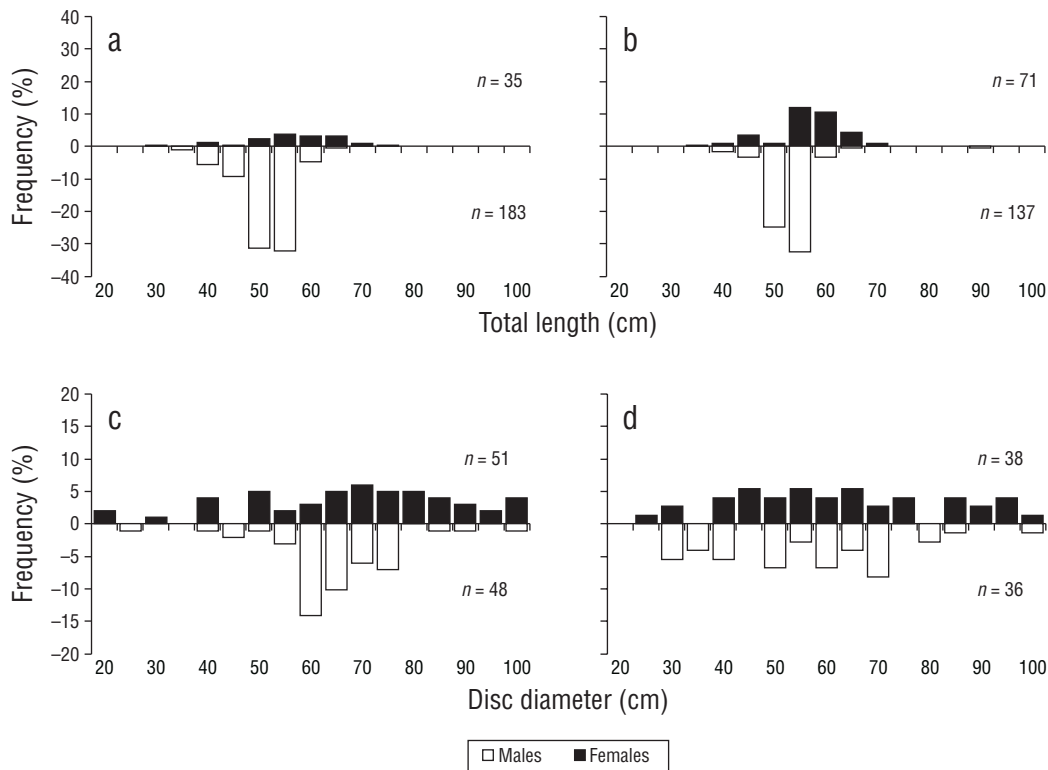 a
b
Frequency (%)
40
30
20
10
0
–10
–20
–30
–40
n = 35
n = 183
n = 71
n = 137
20 30 40 50 60 70 80 90 100
20 30 40 50 60 70 80 90 100
Total length (cm)
c
d
Frequency (%)
20
15
10
5
0
–5
–10
–15
–20
n = 51
n = 48
n = 38
n = 36
20 30 40 50 60 70 80 90 100
20 30 40 50 60 70 80 90 100
Disc diameter (cm)
Males Females